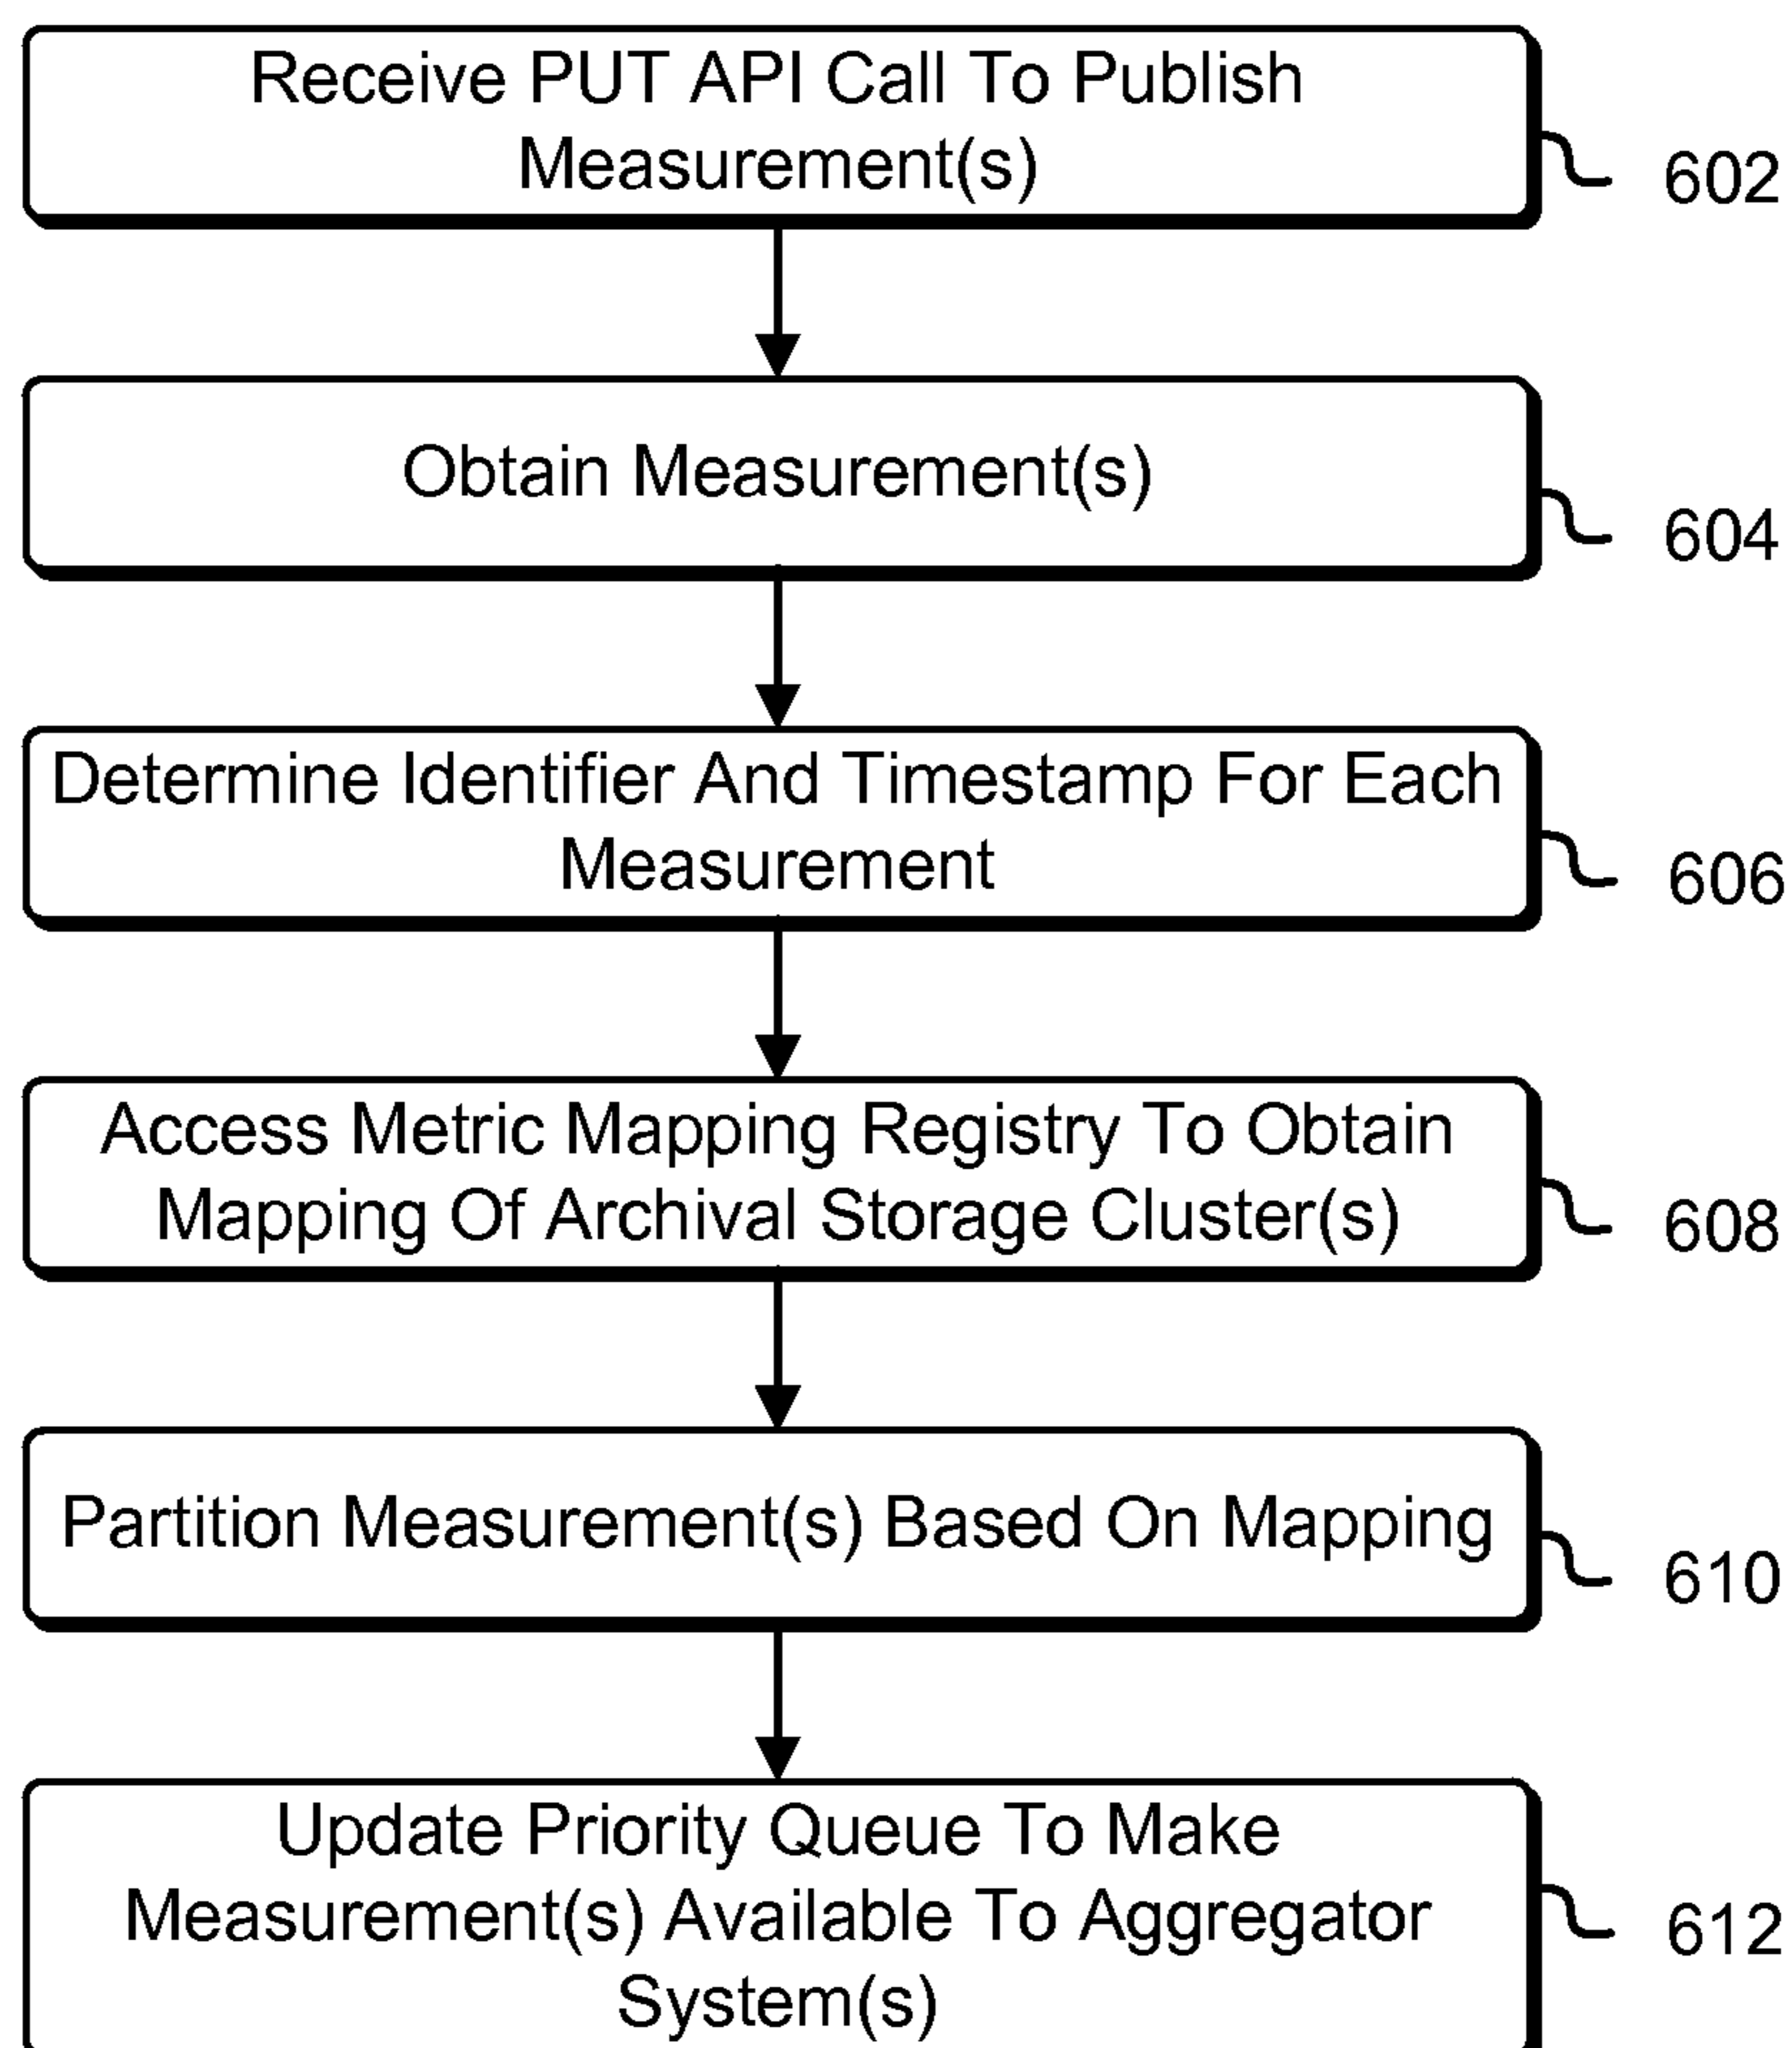 Receive PUT API Call To Publish
Measurement(s)
602
Obtain Measurement(s)
604
Determine Identifier And Timestamp For Each
Measurement
606
Access Metric Mapping Registry To Obtain
Mapping Of Archival Storage Cluster(s)
608
Partition Measurement(s) Based On Mapping
610
Update Priority Queue To Make
Measurement(s) Available To Aggregator
System(s)
612